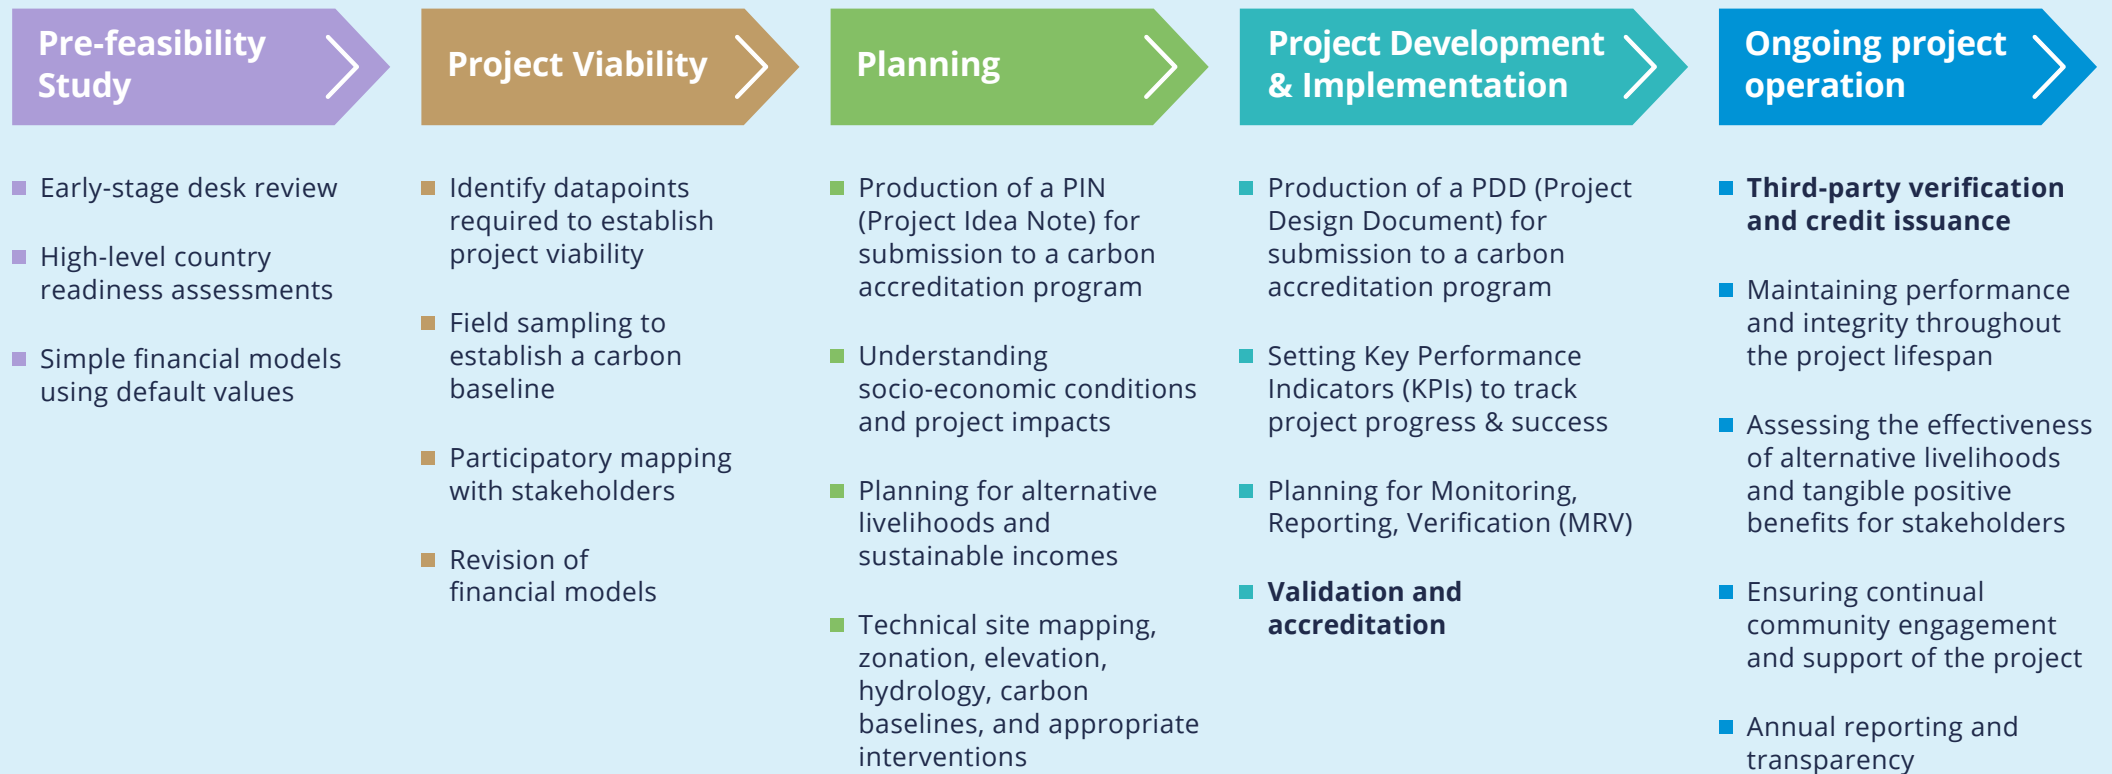 Pre-feasibility
Study
Early-stage desk review
High-level country
readiness assessments
Simple financial models
using default values
Project Viability
Identify datapoints
required to establish
project viability
Field sampling to
establish a carbon
baseline
Participatory mapping
with stakeholders
Revision of
financial models
Planning
Production of a PIN
(Project Idea Note) for
submission to a carbon
accreditation program
Understanding
socio-economic conditions
and project impacts
Planning for alternative
livelihoods and
sustainable incomes
Technical site mapping,
zonation, elevation,
hydrology, carbon
baselines, and appropriate
interventions
Project Development
& Implementation
Production of a PDD (Project
Design Document) for
submission to a carbon
accreditation program
Setting Key Performance
Indicators (KPIs) to track
project progress & success
Planning for Monitoring,
Reporting, Verification (MRV)
Validation and
accreditation
Ongoing project
operation
Third-party verification
and credit issuance
Maintaining performance
and integrity throughout
the project lifespan
Assessing the effectiveness
of alternative livelihoods
and tangible positive
benefits for stakeholders
Ensuring continual
community engagement
and support of the project
Annual reporting and
transparency